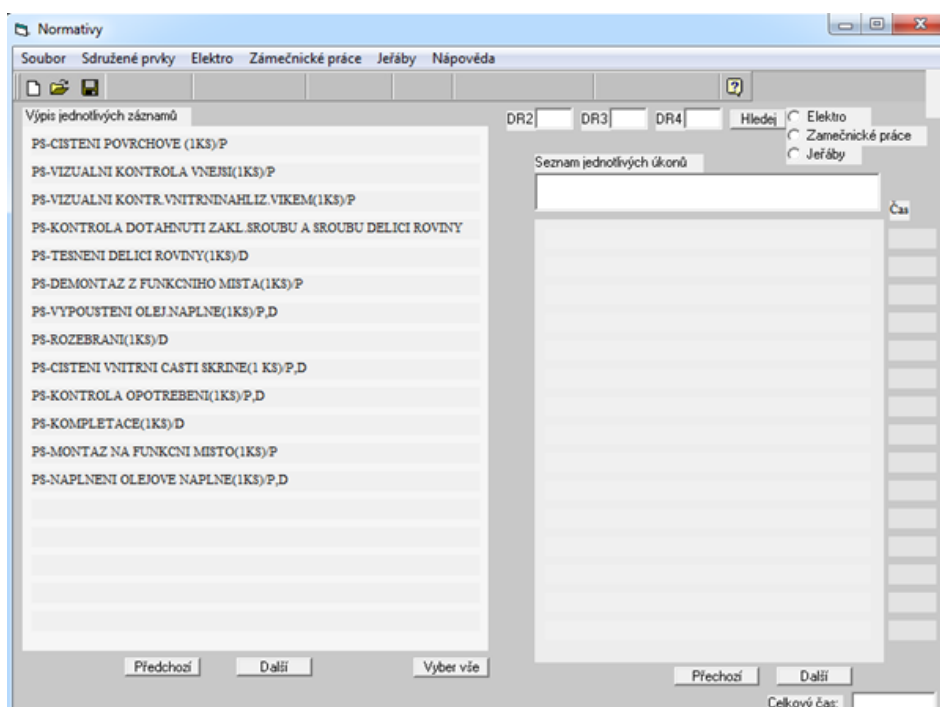 Normativy
Soubor Sdružené prvky Elektro Zámečnické práce Jeřáby Nápověda
Výpis jednotlivých záznamů
PS-CISTENI POVRCHOVE (1KS)/P
PS-VIZUALNI KONTROLA VNEJSI(1KS)/P
PS-VIZUALNI KONTR.VNITRNINAHLIZ.VIKEM(1KS)/P
PS-KONTROLA DOTAHNUTI ZAKL.SROUBU A SROUBU DELICI ROVINY
PS-TESNENI DELICI ROVINY(1KS)/D
PS-DEMONTAZ Z FUNKCNIHO MISTA(1KS)/P
PS-VYPOUSTENI OLEJ.NAPLNE(1KS)/P,D
PS-ROZEBRANI(1KS)/D
PS-CISTENI VNITRNI CASTI SKRINE(1 KS)/P,D
PS-KONTROLA OPOTREBENI(1KS)/P,D
PS-KOMPLETACE(1KS)/D
PS-MONTAZ NA FUNKCNI MISTO(1KS)/P
PS-NAPLNENI OLEJOVE NAPLNE(1KS)/P,D
Předchozí Další Vyber vše
DR2 DR3 DR4 Hledej
Elektro
Zamečnické práce
Jeřáby
Seznam jednotlivých úkonů
Čas
Přechozí Další
Celkový čas: